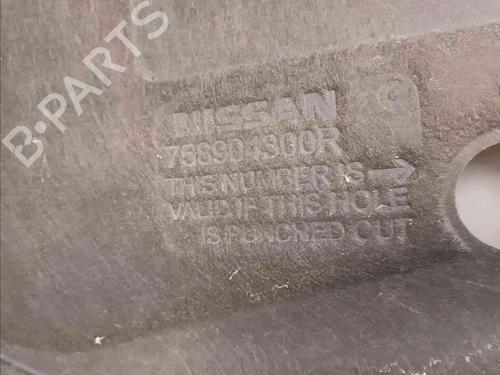 B-PARTS
NISSAN
THIS NUMBER IS
VALID IF THIS HOLE
IS PUNCHED OUT